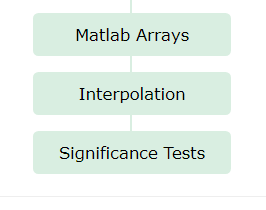 Matlab Arrays
Interpolation
Significance Tests